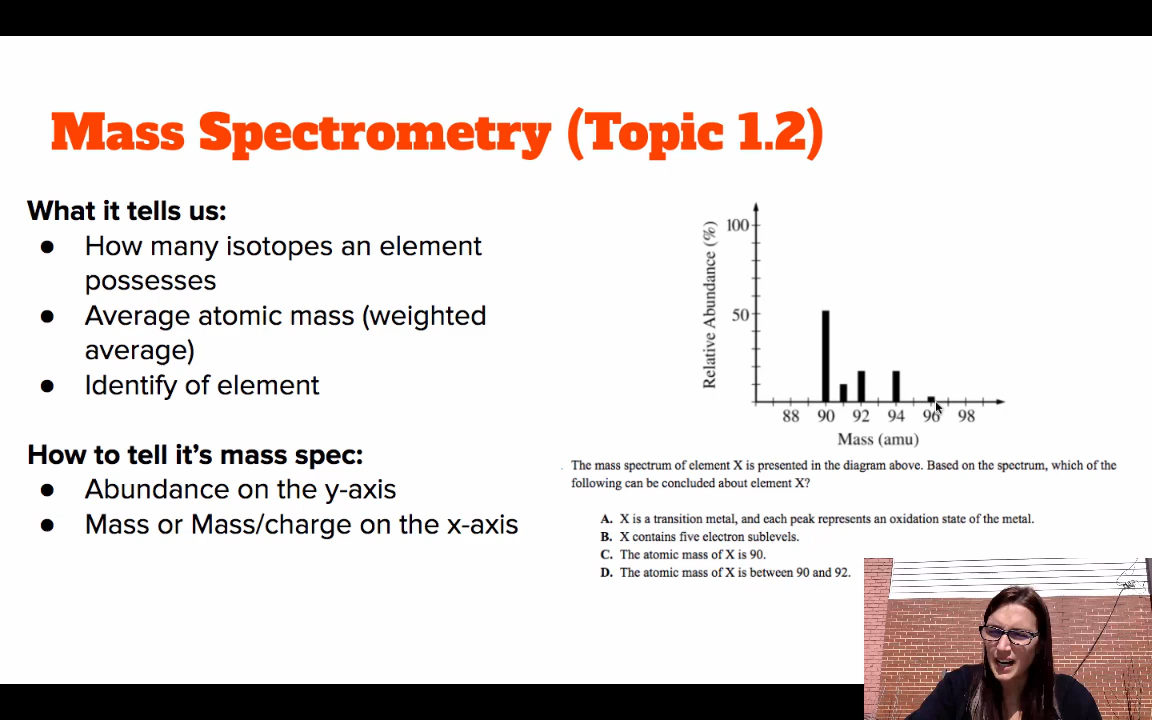 Mass Spectrometry (Topic 1.2)
What it tells us:
● How many isotopes an element
possesses
● Average atomic mass (weighted
average)
● Identify of element
How to tell it's mass spec:
● Abundance on the y-axis
● Mass or Mass/charge on the x-axis
Relative Abundance (%)
100
50
88 90 92 94 96 98
Mass (amu)
The mass spectrum of element X is presented in the diagram above. Based on the spectrum, which of the
following can be concluded about element X?
A. X is a transition metal, and each peak represents an oxidation state of the metal.
B. X contains five electron sublevels.
C. The atomic mass of X is 90.
D. The atomic mass of X is between 90 and 92.